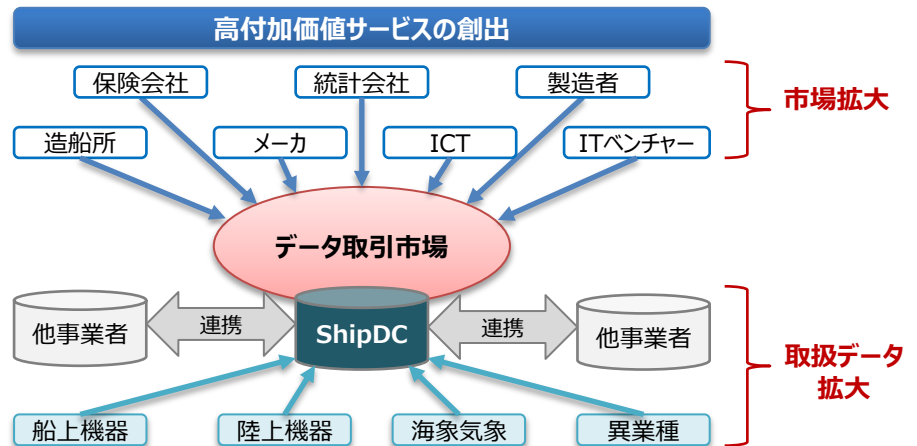 高付加価値サービスの創出
保険会社
統計会社
製造者
市場拡大
造船所
メーカ
ICT
ITベンチャー
データ取引市場
他事業者
連携
ShipDC
連携
他事業者
取扱データ
拡大
船上機器
陸上機器
海象気象
異業種